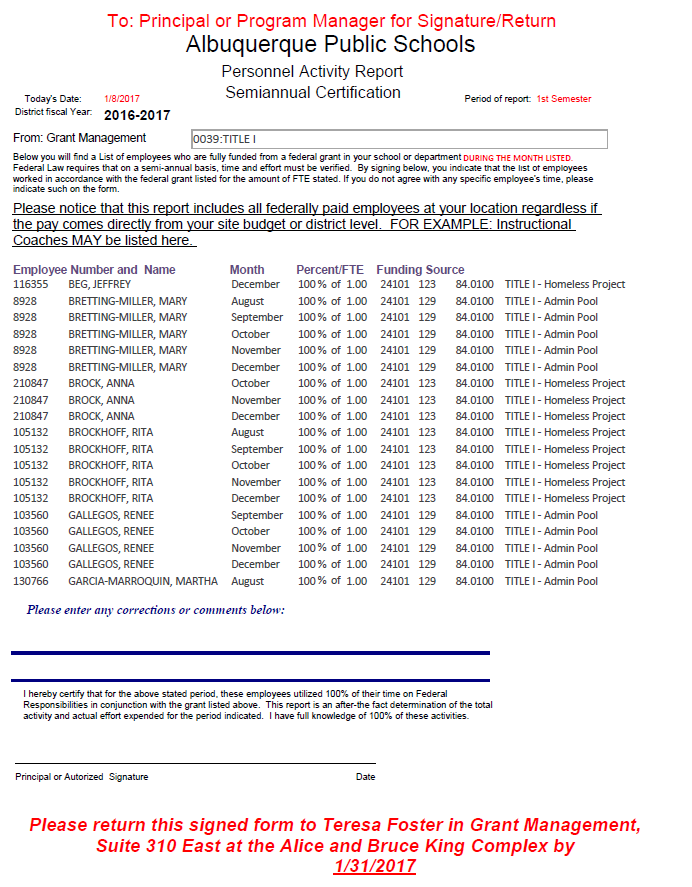 To: Principal or Program Manager for Signature/Return
Albuquerque Public Schools
Personnel Activity Report
Today's Date: 1/8/2017 Semiannual Certification Period of report: 1st Semester
District fiscal Year: 2016-2017
From: Grant Management 0039:TITLE I
Below you will find a List of employees who are fully funded from a federal grant in your school or department DURING THE MONTH LISTED.
Federal Law requires that on a semi-annual basis, time and effort must be verified. By signing below, you indicate that the list of employees
worked in accordance with the federal grant listed for the amount of FTE stated. If you do not agree with any specific employee's time, please
indicate such on the form.
Please notice that this report includes all federally paid employees at your location regardless if
the pay comes directly from your site budget or district level. FOR EXAMPLE: Instructional
Coaches MAY be listed here.
Employee Number and Name Month Percent/FTE Funding Source
116355 BEG, JEFFREY December 100% of 1.00 24101 123 84.0100 TITLE I - Homeless Project
8928 BRETTING-MILLER, MARY August 100% of 1.00 24101 129 84.0100 TITLE I - Admin Pool
8928 BRETTING-MILLER, MARY September 100% of 1.00 24101 129 84.0100 TITLE I - Admin Pool
8928 BRETTING-MILLER, MARY October 100% of 1.00 24101 129 84.0100 TITLE I - Admin Pool
8928 BRETTING-MILLER, MARY November 100% of 1.00 24101 129 84.0100 TITLE I - Admin Pool
8928 BRETTING-MILLER, MARY December 100% of 1.00 24101 129 84.0100 TITLE I - Admin Pool
210847 BROCK, ANNA October 100% of 1.00 24101 123 84.0100 TITLE I - Homeless Project
210847 BROCK, ANNA November 100% of 1.00 24101 123 84.0100 TITLE I - Homeless Project
210847 BROCK, ANNA December 100% of 1.00 24101 123 84.0100 TITLE I - Homeless Project
105132 BROCKHOFF, RITA August 100% of 1.00 24101 123 84.0100 TITLE I - Homeless Project
105132 BROCKHOFF, RITA September 100% of 1.00 24101 123 84.0100 TITLE I - Homeless Project
105132 BROCKHOFF, RITA October 100% of 1.00 24101 123 84.0100 TITLE I - Homeless Project
105132 BROCKHOFF, RITA November 100% of 1.00 24101 123 84.0100 TITLE I - Homeless Project
105132 BROCKHOFF, RITA December 100% of 1.00 24101 123 84.0100 TITLE I - Homeless Project
103560 GALLEGOS, RENEE September 100% of 1.00 24101 129 84.0100 TITLE I - Admin Pool
103560 GALLEGOS, RENEE October 100% of 1.00 24101 129 84.0100 TITLE I - Admin Pool
103560 GALLEGOS, RENEE November 100% of 1.00 24101 129 84.0100 TITLE I - Admin Pool
103560 GALLEGOS, RENEE December 100% of 1.00 24101 129 84.0100 TITLE I - Admin Pool
130766 GARCIA-MARROQUIN, MARTHA August 100% of 1.00 24101 129 84.0100 TITLE I - Admin Pool
Please enter any corrections or comments below:
I hereby certify that for the above stated period, these employees utilized 100% of their time on Federal
Responsibilities in conjunction with the grant listed above. This report is an after-the fact determination of the total
activity and actual effort expended for the period indicated. I have full knowledge of 100% of these activities.
Principal or Autorized Signature Date
Please return this signed form to Teresa Foster in Grant Management,
Suite 310 East at the Alice and Bruce King Complex by
1/31/2017